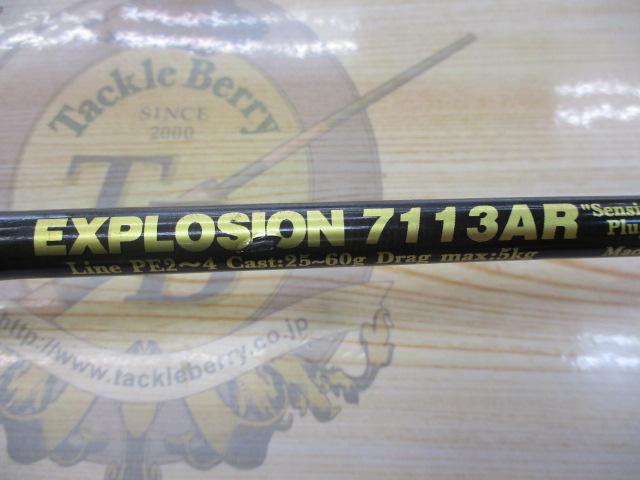 Tackle Berry
SINCE
2000
TB
EXPLOSION 7113AR
Line PE2~4 Cast:25~60g Drag max:5kg
http://www.tackleberry.co.jp